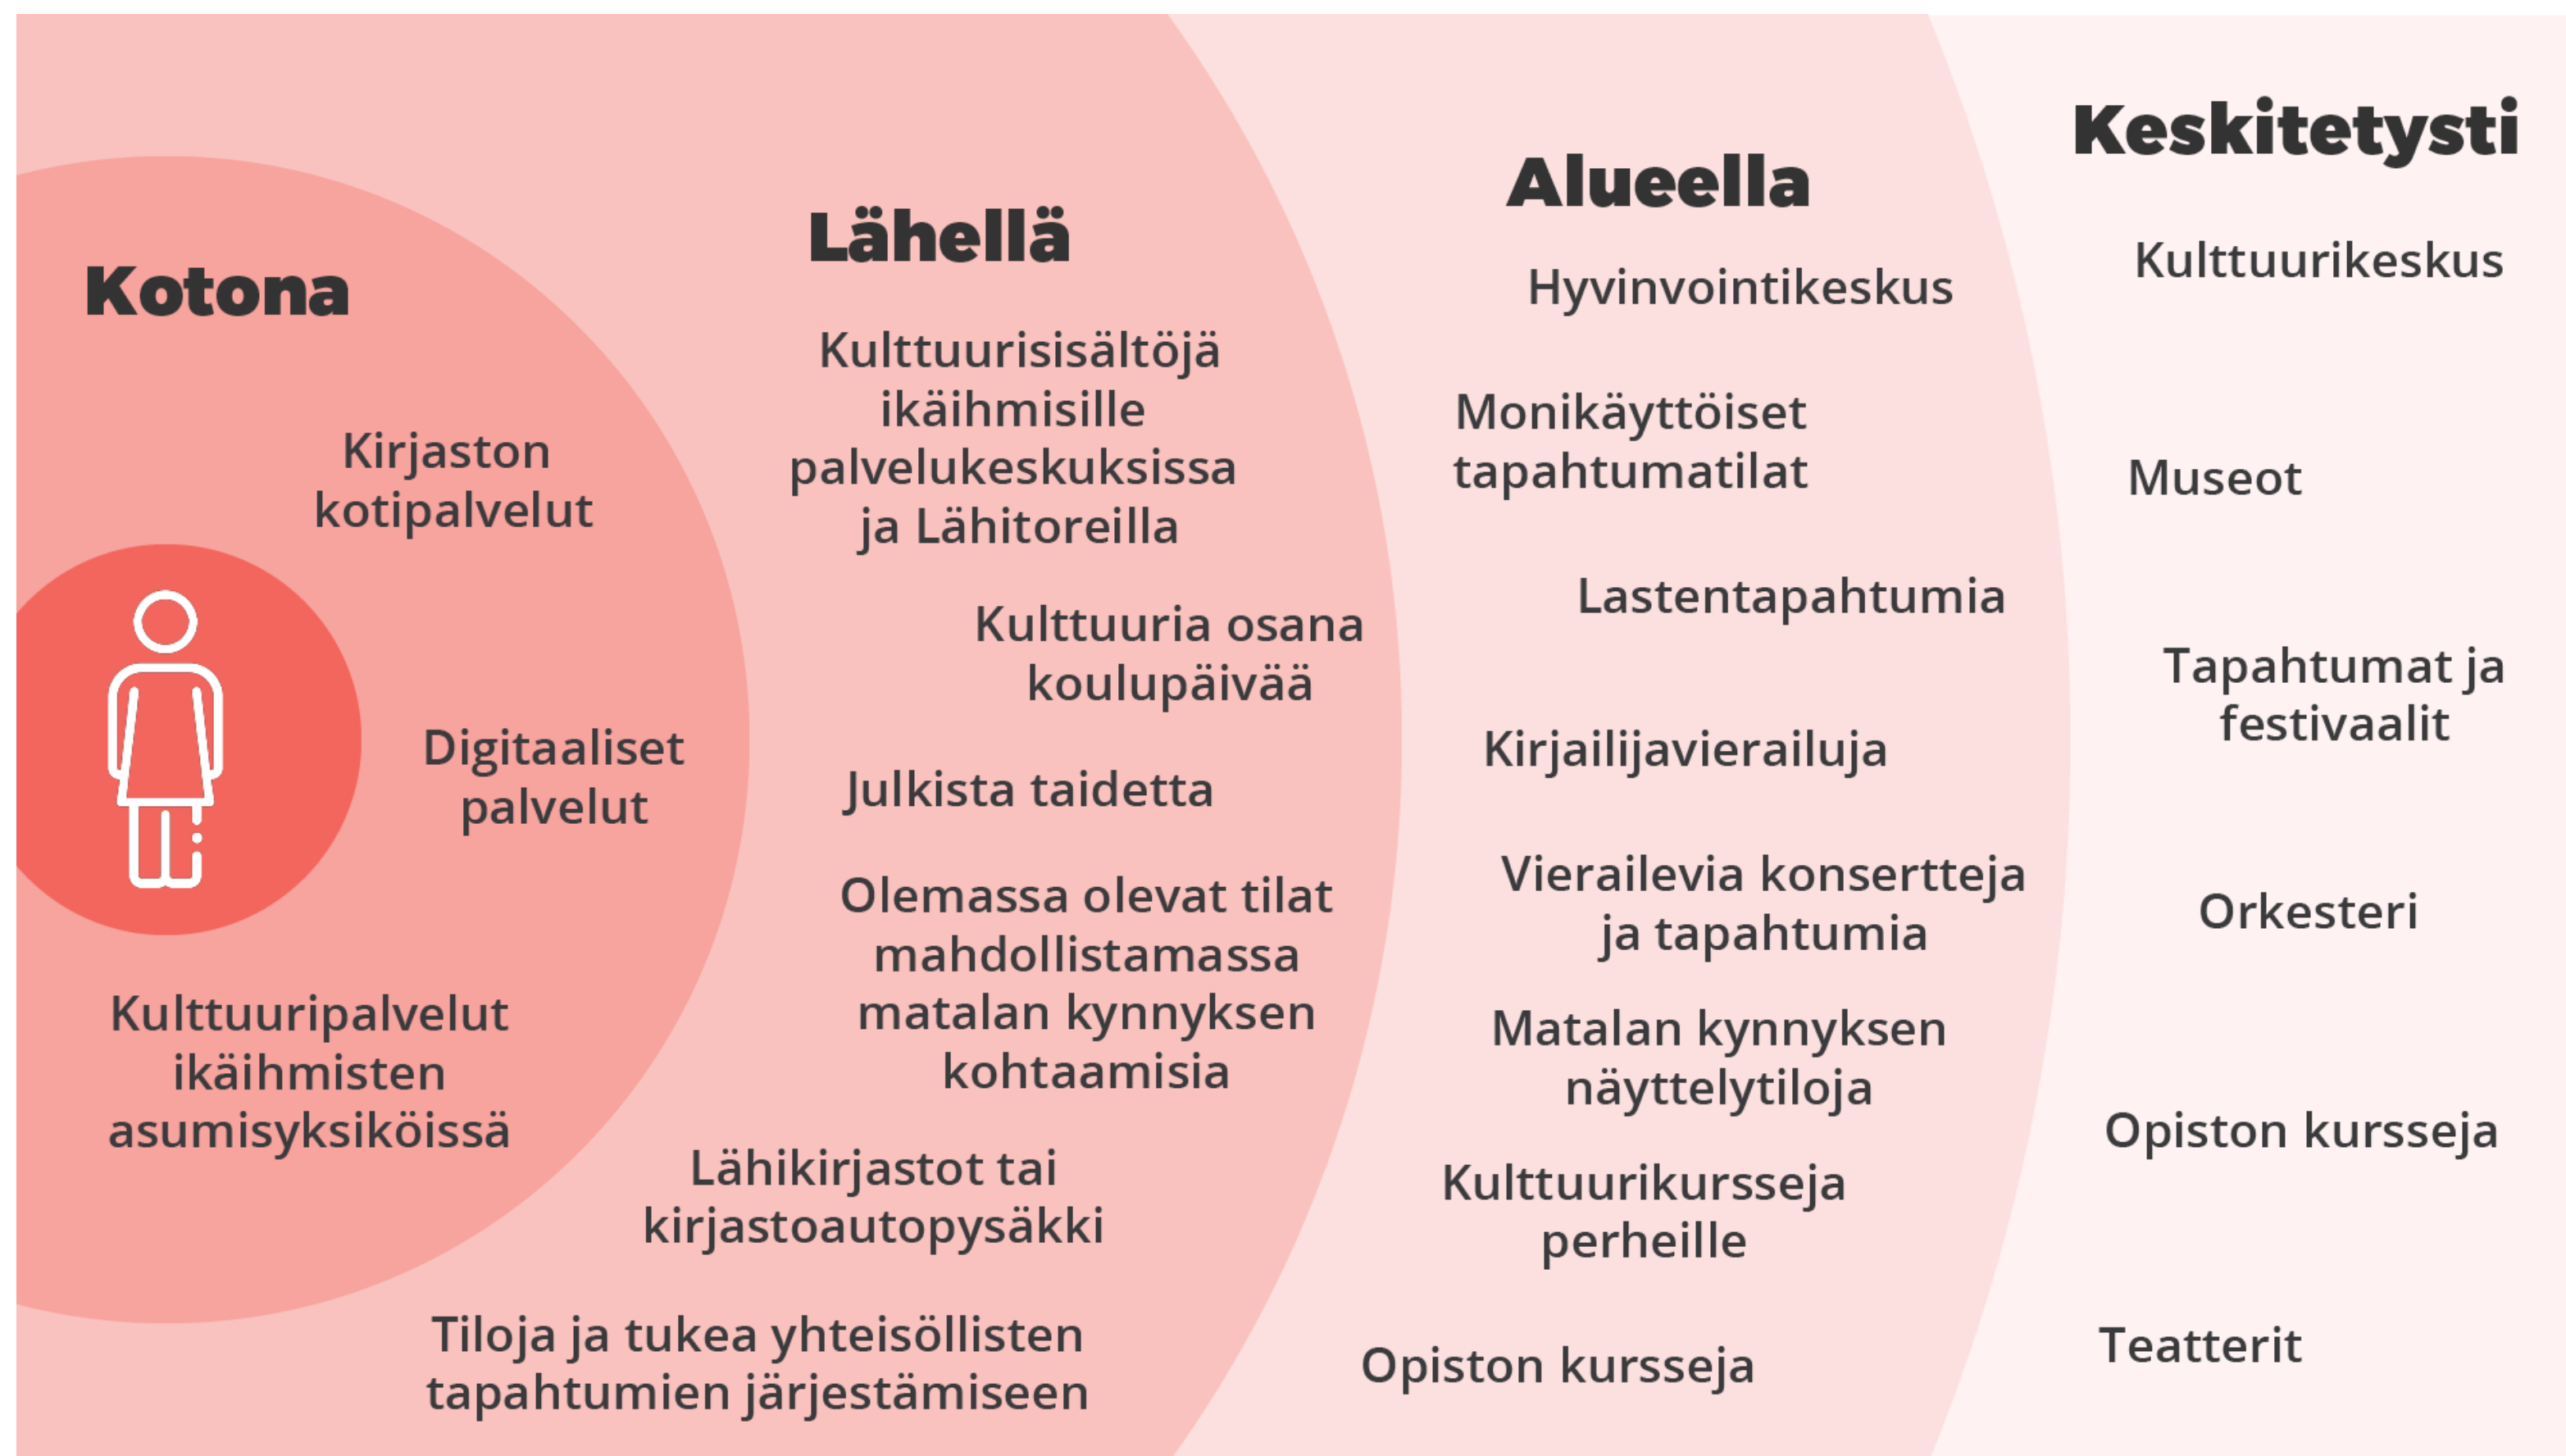 Kotona
Kirjaston
kotipalvelut
Digitaaliset
palvelut
Kulttuuripalvelut
ikäihmisten
asumisyksiköissä
Lähellä
Kulttuurisisältöjä
ikäihmisille
palvelukeskuksissa
ja Lähitoreilla
Kulttuuria osana
koulupäivää
Julkista taidetta
Olemassa olevat tilat
mahdollistamassa
matalan kynnyksen
kohtaamisia
Lähikirjastot tai
kirjastoautopysäkki
Tiloja ja tukea yhteisöllisten
tapahtumien järjestämiseen
Alueella
Hyvinvointikeskus
Monikäyttöiset
tapahtumatilat
Lastentapahtumia
Kirjailijavierailuja
Vierailevia konsertteja
ja tapahtumia
Matalan kynnyksen
näyttelytiloja
Kulttuurikursseja
perheille
Opiston kursseja
Keskitetysti
Kulttuurikeskus
Museot
Tapahtumat ja
festivaalit
Orkesteri
Opiston kursseja
Teatterit